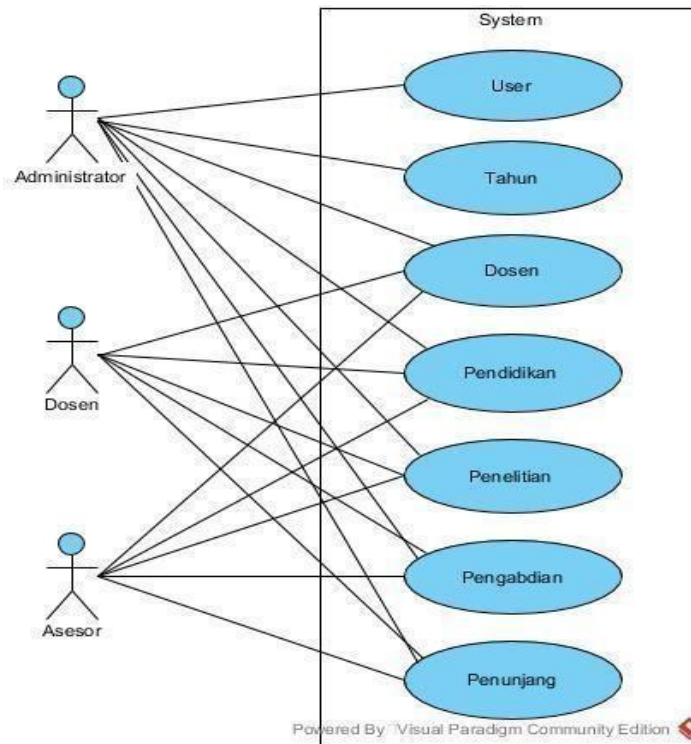 System
User
Administrator
Tahun
Dosen
Pendidikan
Dosen
Penelitian
Pengabdian
Asesor
Penunjang
Powered By Visual Paradigm Community Edition